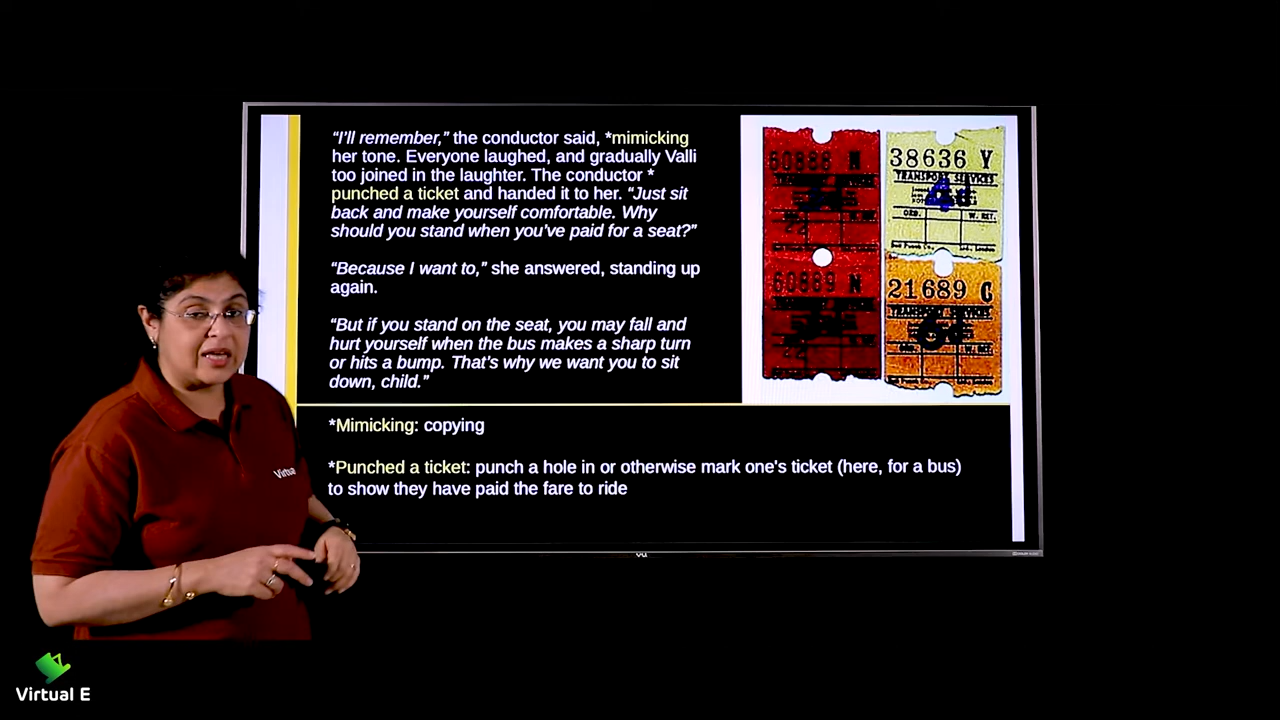 “I’ll remember,” the conductor said, *mimicking
her tone. Everyone laughed, and gradually Valli
too joined in the laughter. The conductor *
punched a ticket and handed it to her. “Just sit
back and make yourself comfortable. Why
should you stand when you’ve paid for a seat?”
“Because I want to,” she answered, standing up
again.
“But if you stand on the seat, you may fall and
hurt yourself when the bus makes a sharp turn
or hits a bump. That’s why we want you to sit
down, child.”
60888 N
38636 Y
TRANSPORT SERVICES
4d
ORD.
W. RET.
60869 N
21689 C
TRANSPORT SERVICES
6d
*Mimicking: copying
*Punched a ticket: punch a hole in or otherwise mark one's ticket (here, for a bus)
to show they have paid the fare to ride
Virtual
Virtual E